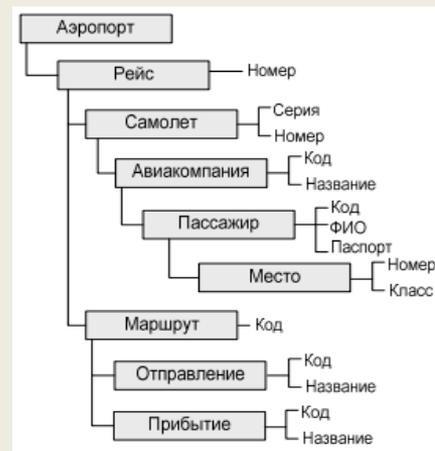 Аэропорт
Рейс
Номер
Самолет
Серия
Номер
Авиакомпания
Код
Название
Пассажир
Код
ФИО
Паспорт
Место
Номер
Класс
Маршрут
Код
Отправление
Код
Название
Прибытие
Код
Название